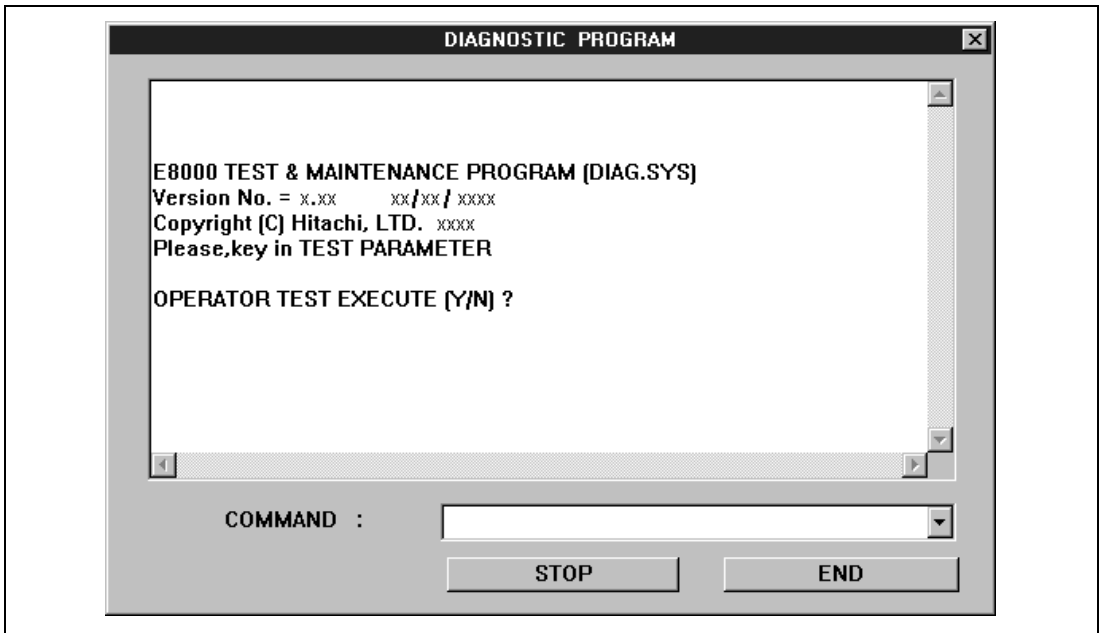 DIAGNOSTIC PROGRAM
E8000 TEST & MAINTENANCE PROGRAM (DIAG.SYS)
Version No. = x.xx xx/xx/ xxxx
Copyright (C) Hitachi, LTD. xxxx
Please,key in TEST PARAMETER
OPERATOR TEST EXECUTE (Y/N) ?
COMMAND :
STOP END